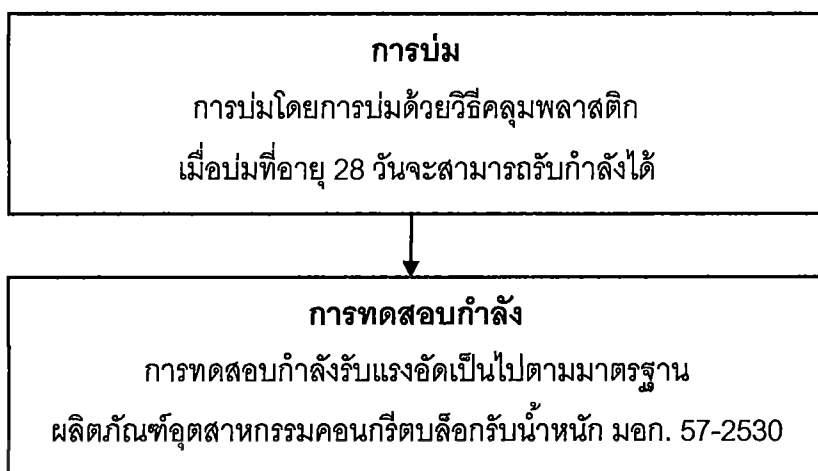 การบ่ม
การบ่มโดยการบ่มด้วยวิธีคลุมพลาสติก
เมื่อบ่มที่อายุ 28 วันจะสามารถรับกำลังได้
การทดสอบกำลัง
การทดสอบกำลังรับแรงอัดเป็นไปตามมาตรฐาน
ผลิตภัณฑ์อุตสาหกรรมคอนกรีตบล็อกรับน้ำหนัก มอก. 57-2530